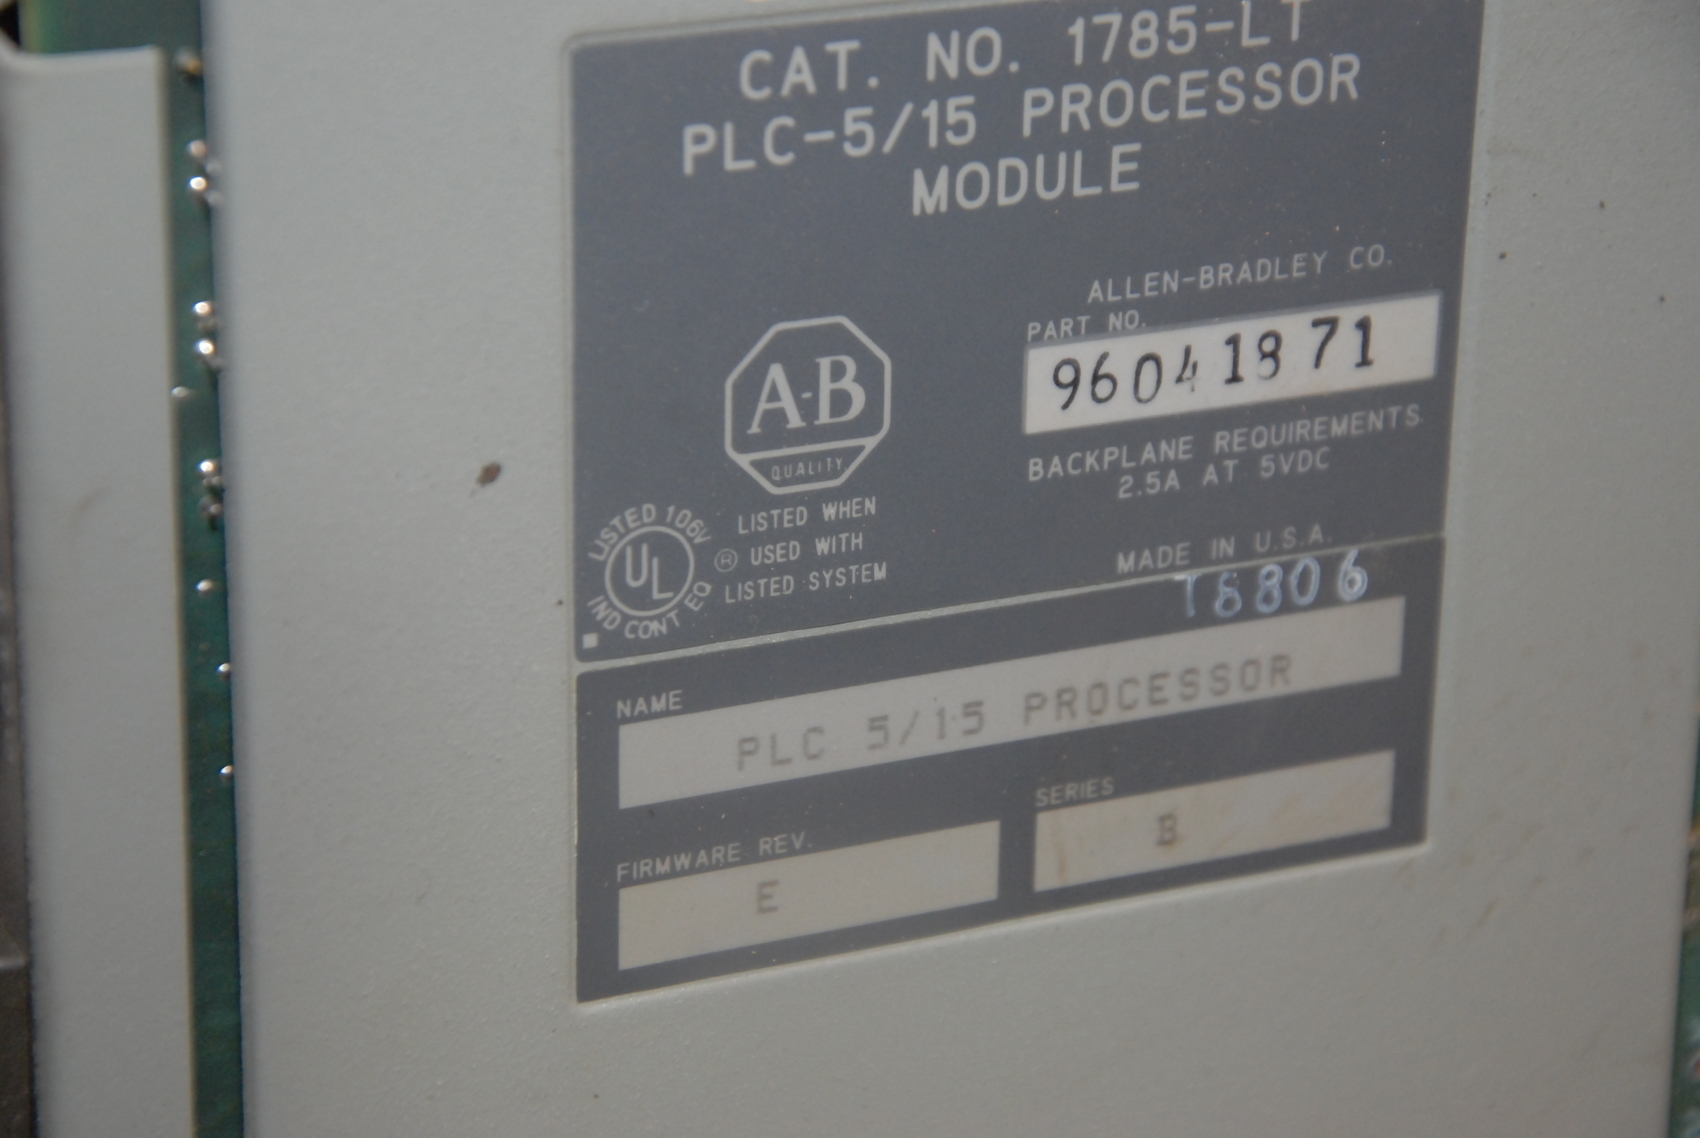 CAT. NO. 1785-LT
PLC-5/15 PROCESSOR
MODULE
ALLEN-BRADLEY CO.
PART NO.
96041871
BACKPLANE REQUIREMENTS
2.5A AT 5VDC
A-B
QUALITY
LISTED 106V
UL
IND CONT EQ
®
LISTED WHEN
USED WITH
LISTED SYSTEM
MADE IN U.S.A.
T8806
NAME
PLC 5/15 PROCESSOR
FIRMWARE REV.
E
SERIES
B